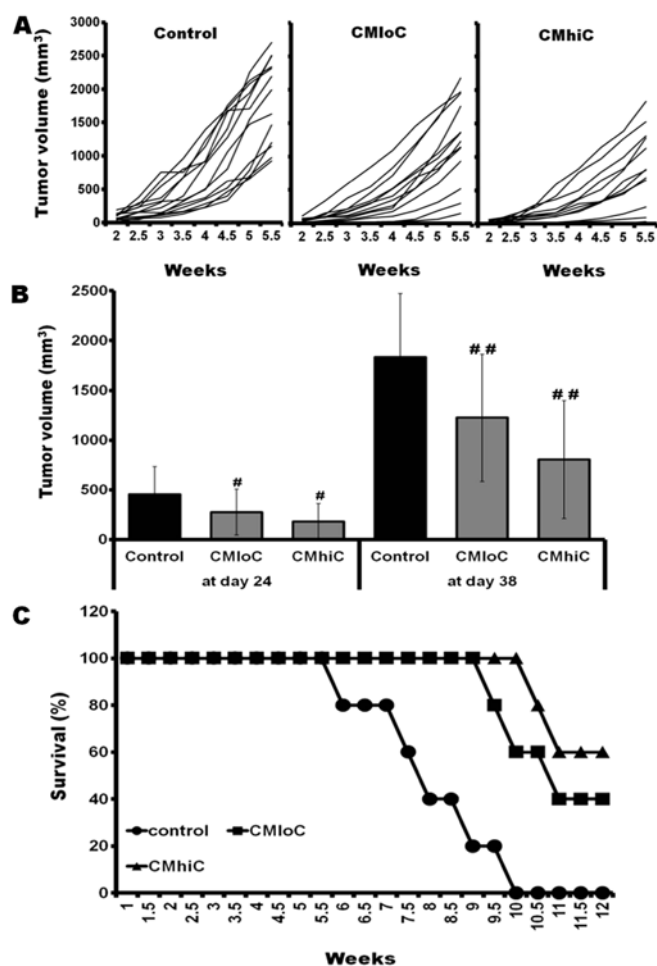 A
Control
CMloC
CMhiC
Tumor volume (mm³)
3000
2500
2000
1500
1000
500
0
2 2.5 3 3.5 4 4.5 5 5.5
2 2.5 3 3.5 4 4.5 5 5.5
2 2.5 3 3.5 4 4.5 5 5.5
Weeks
Weeks
Weeks
B
Tumor volume (mm³)
2500
2000
1500
1000
500
0
#
#
##
##
Control CMloC CMhiC Control CMloC CMhiC
at day 24 at day 38
C
Survival (%)
120
100
80
60
40
20
0
control CMloC
CMhiC
1 1.5 2 2.5 3 3.5 4 4.5 5 5.5 6 6.5 7 7.5 8 8.5 9 9.5 10 10.5 11 11.5 12
Weeks